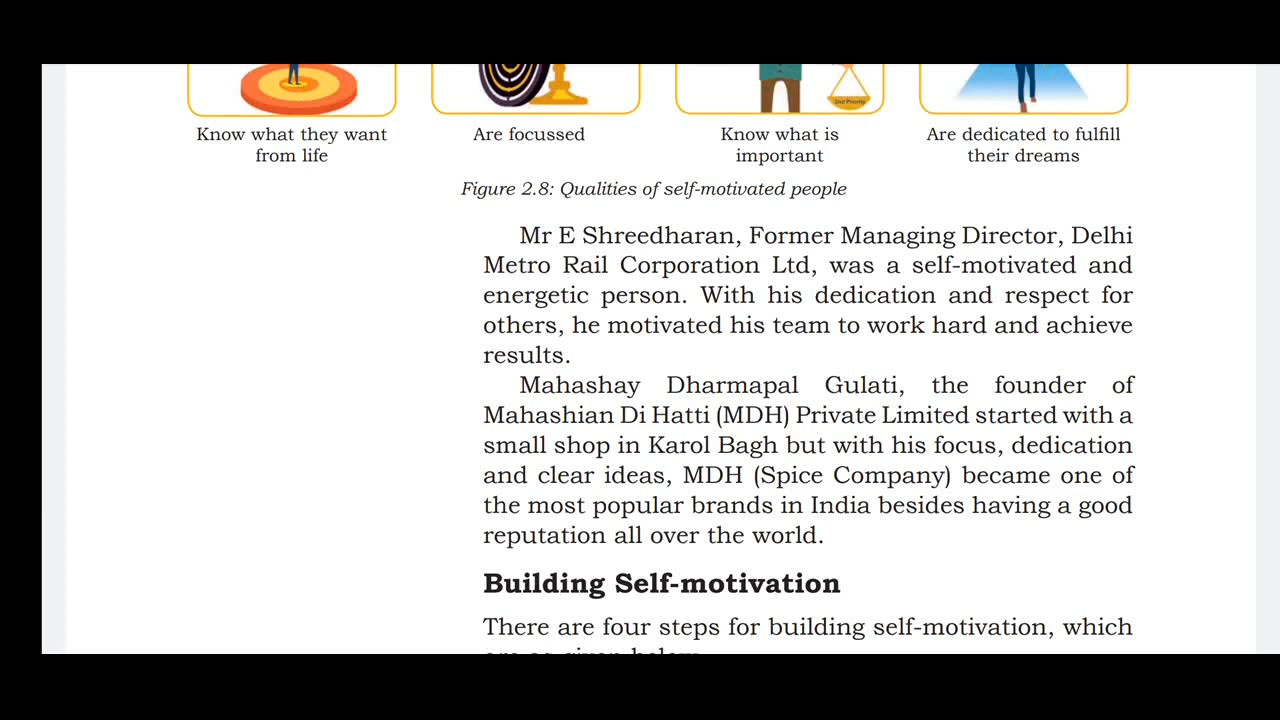 2nd Priority
Know what they want
from life
Are focussed
Know what is
important
Are dedicated to fulfill
their dreams
Figure 2.8: Qualities of self-motivated people
Mr E Shreedharan, Former Managing Director, Delhi
Metro Rail Corporation Ltd, was a self-motivated and
energetic person. With his dedication and respect for
others, he motivated his team to work hard and achieve
results.
Mahashay Dharmapal Gulati, the founder of
Mahashian Di Hatti (MDH) Private Limited started with a
small shop in Karol Bagh but with his focus, dedication
and clear ideas, MDH (Spice Company) became one of
the most popular brands in India besides having a good
reputation all over the world.
Building Self-motivation
There are four steps for building self-motivation, which
are as given below